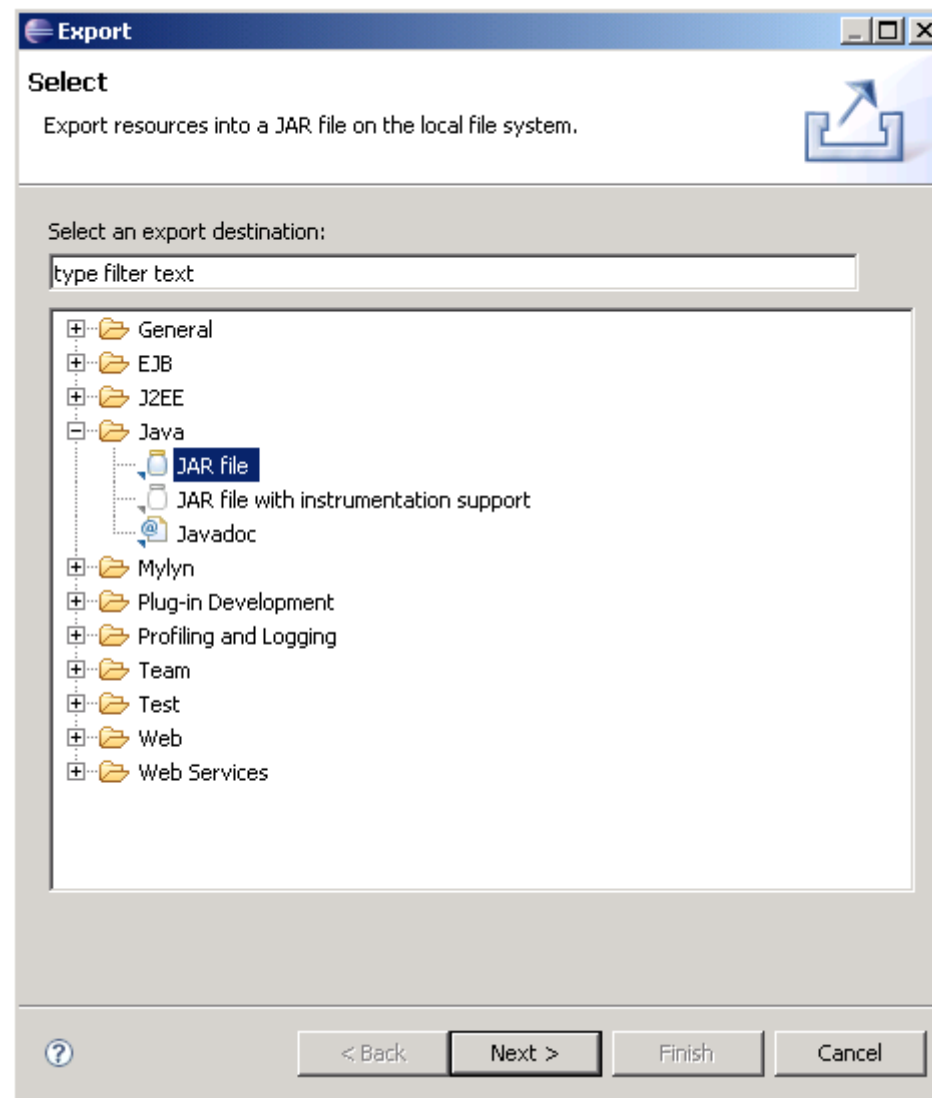 Export
Select
Export resources into a JAR file on the local file system.
Select an export destination:
type filter text
General
EJB
J2EE
Java
JAR file
JAR file with instrumentation support
Javadoc
Mylyn
Plug-in Development
Profiling and Logging
Team
Test
Web
Web Services
< Back Next > Finish Cancel